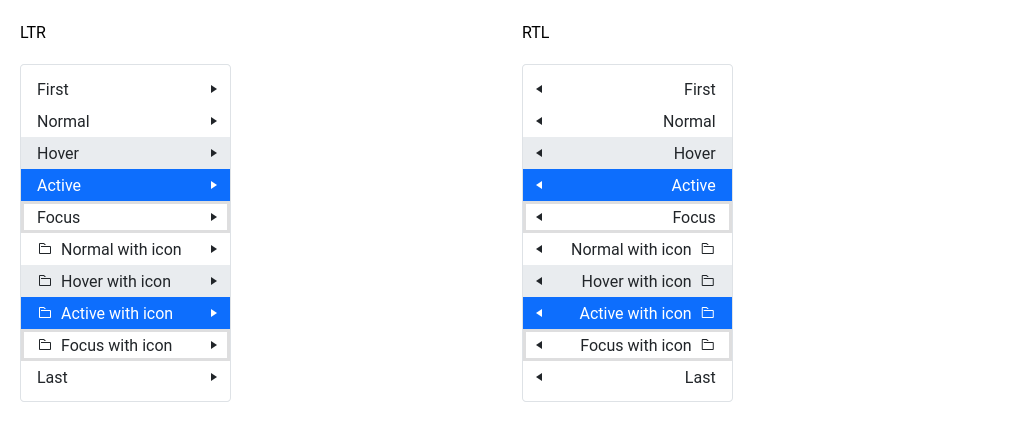 LTR
First
Normal
Hover
Active
Focus
Normal with icon
Hover with icon
Active with icon
Focus with icon
Last
RTL
First
Normal
Hover
Active
Focus
Normal with icon
Hover with icon
Active with icon
Focus with icon
Last